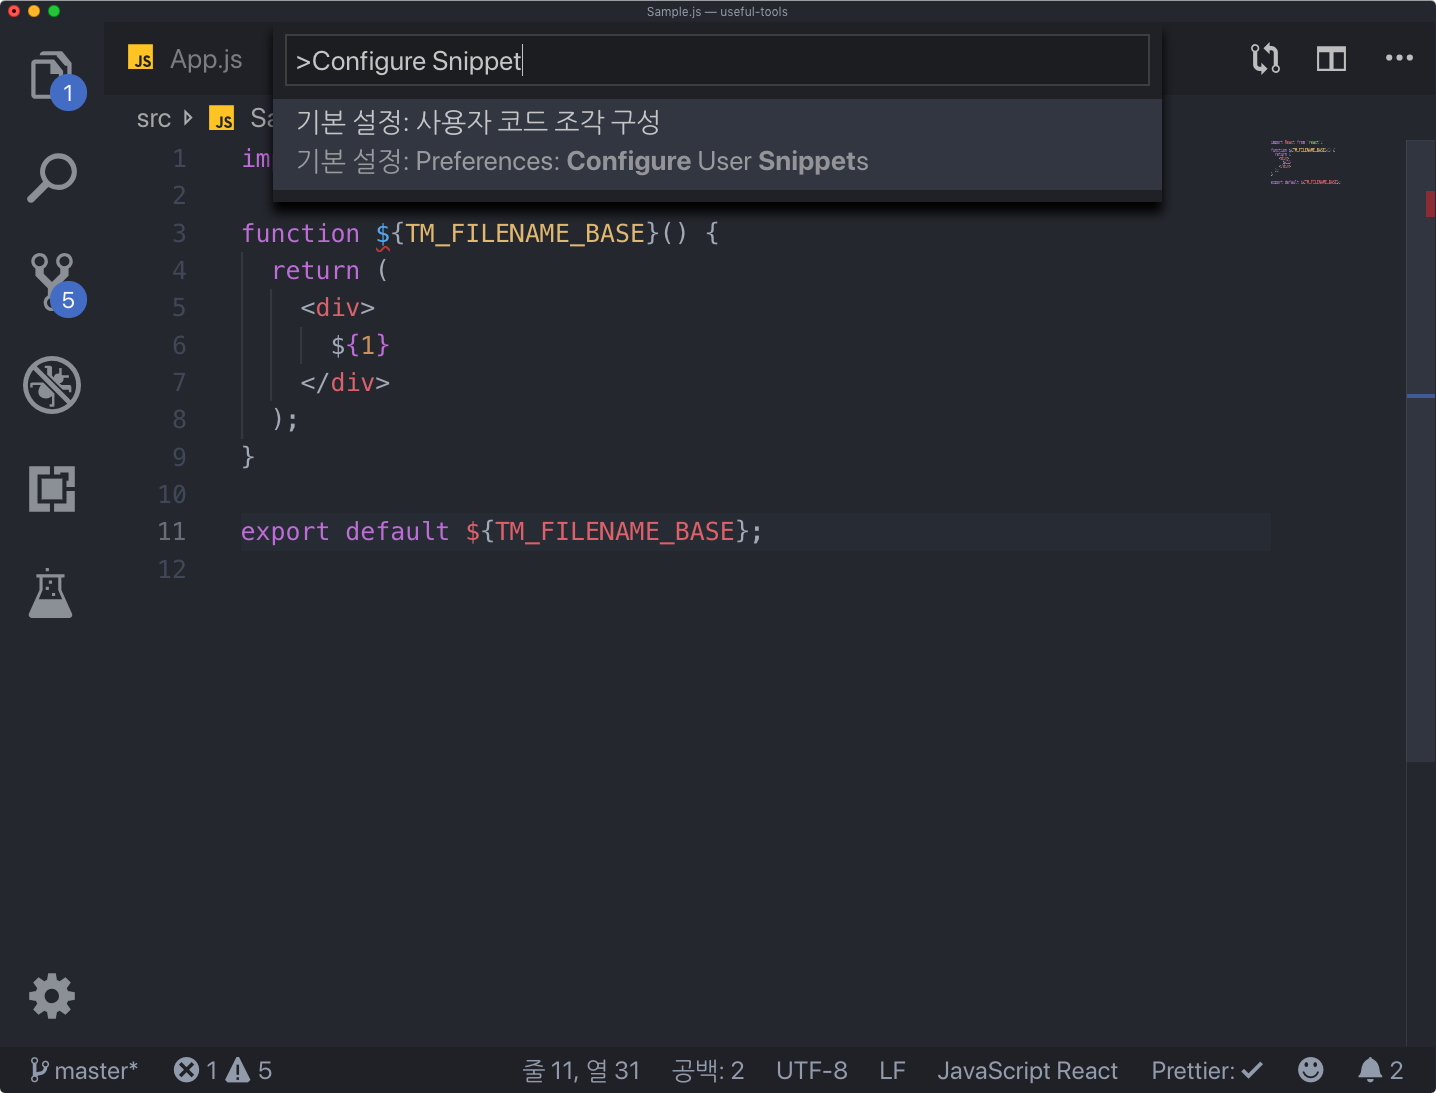 Sample.js — useful-tools
1
JS App.js
>Configure Snippet
src JS Sa
기본 설정: 사용자 코드 조각 구성
기본 설정: Preferences: Configure User Snippets
1 im
2
3 function ${TM_FILENAME_BASE}() {
4 return (
5 <div>
6 ${1}
7 </div>
8 );
9 }
10
11 export default ${TM_FILENAME_BASE};
12
5
master* 1 5 줄 11, 열 31 공백: 2 UTF-8 LF JavaScript React Prettier: 2